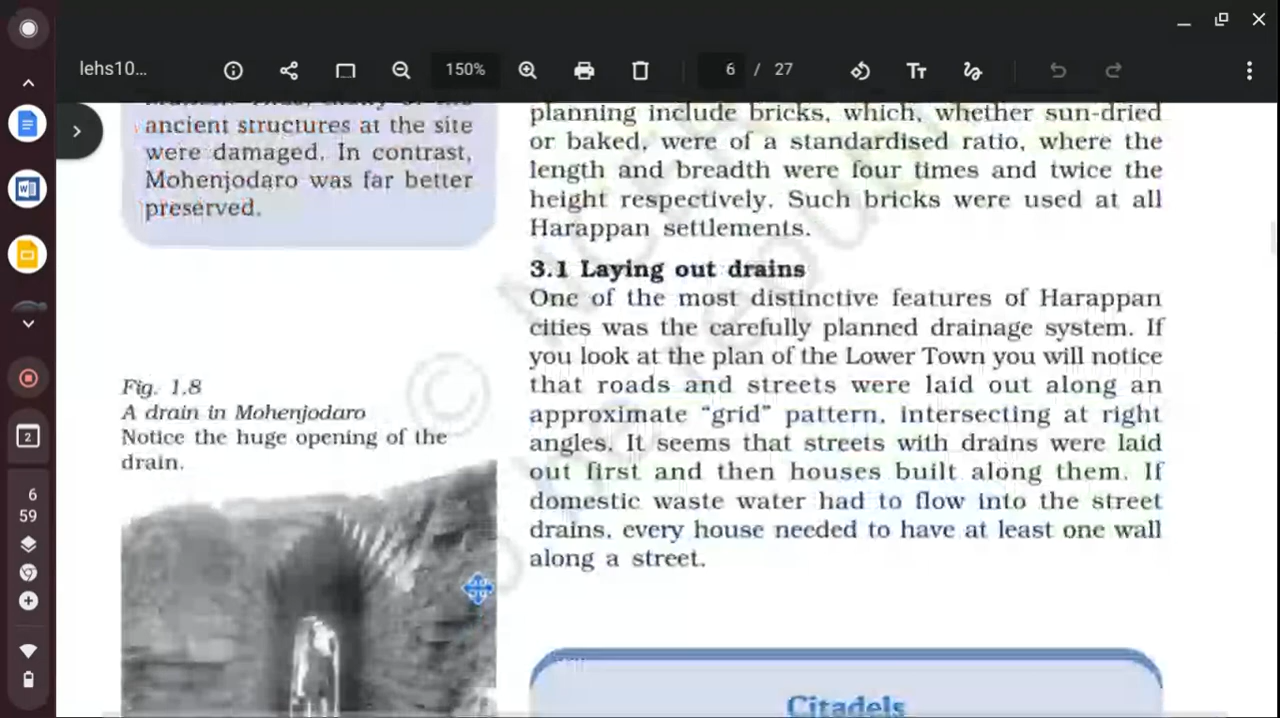 lehs10...
150%
6 / 27
Tt
ancient structures at the site
were damaged. In contrast,
Mohenjodaro was far better
preserved.
Fig. 1.8
A drain in Mohenjodaro
Notice the huge opening of the
drain.
planning include bricks, which, whether sun-dried
or baked, were of a standardised ratio, where the
length and breadth were four times and twice the
height respectively. Such bricks were used at all
Harappan settlements.
3.1 Laying out drains
One of the most distinctive features of Harappan
cities was the carefully planned drainage system. If
you look at the plan of the Lower Town you will notice
that roads and streets were laid out along an
approximate “grid” pattern, intersecting at right
angles. It seems that streets with drains were laid
out first and then houses built along them. If
domestic waste water had to flow into the street
drains, every house needed to have at least one wall
along a street.
Citadels
2
6
59